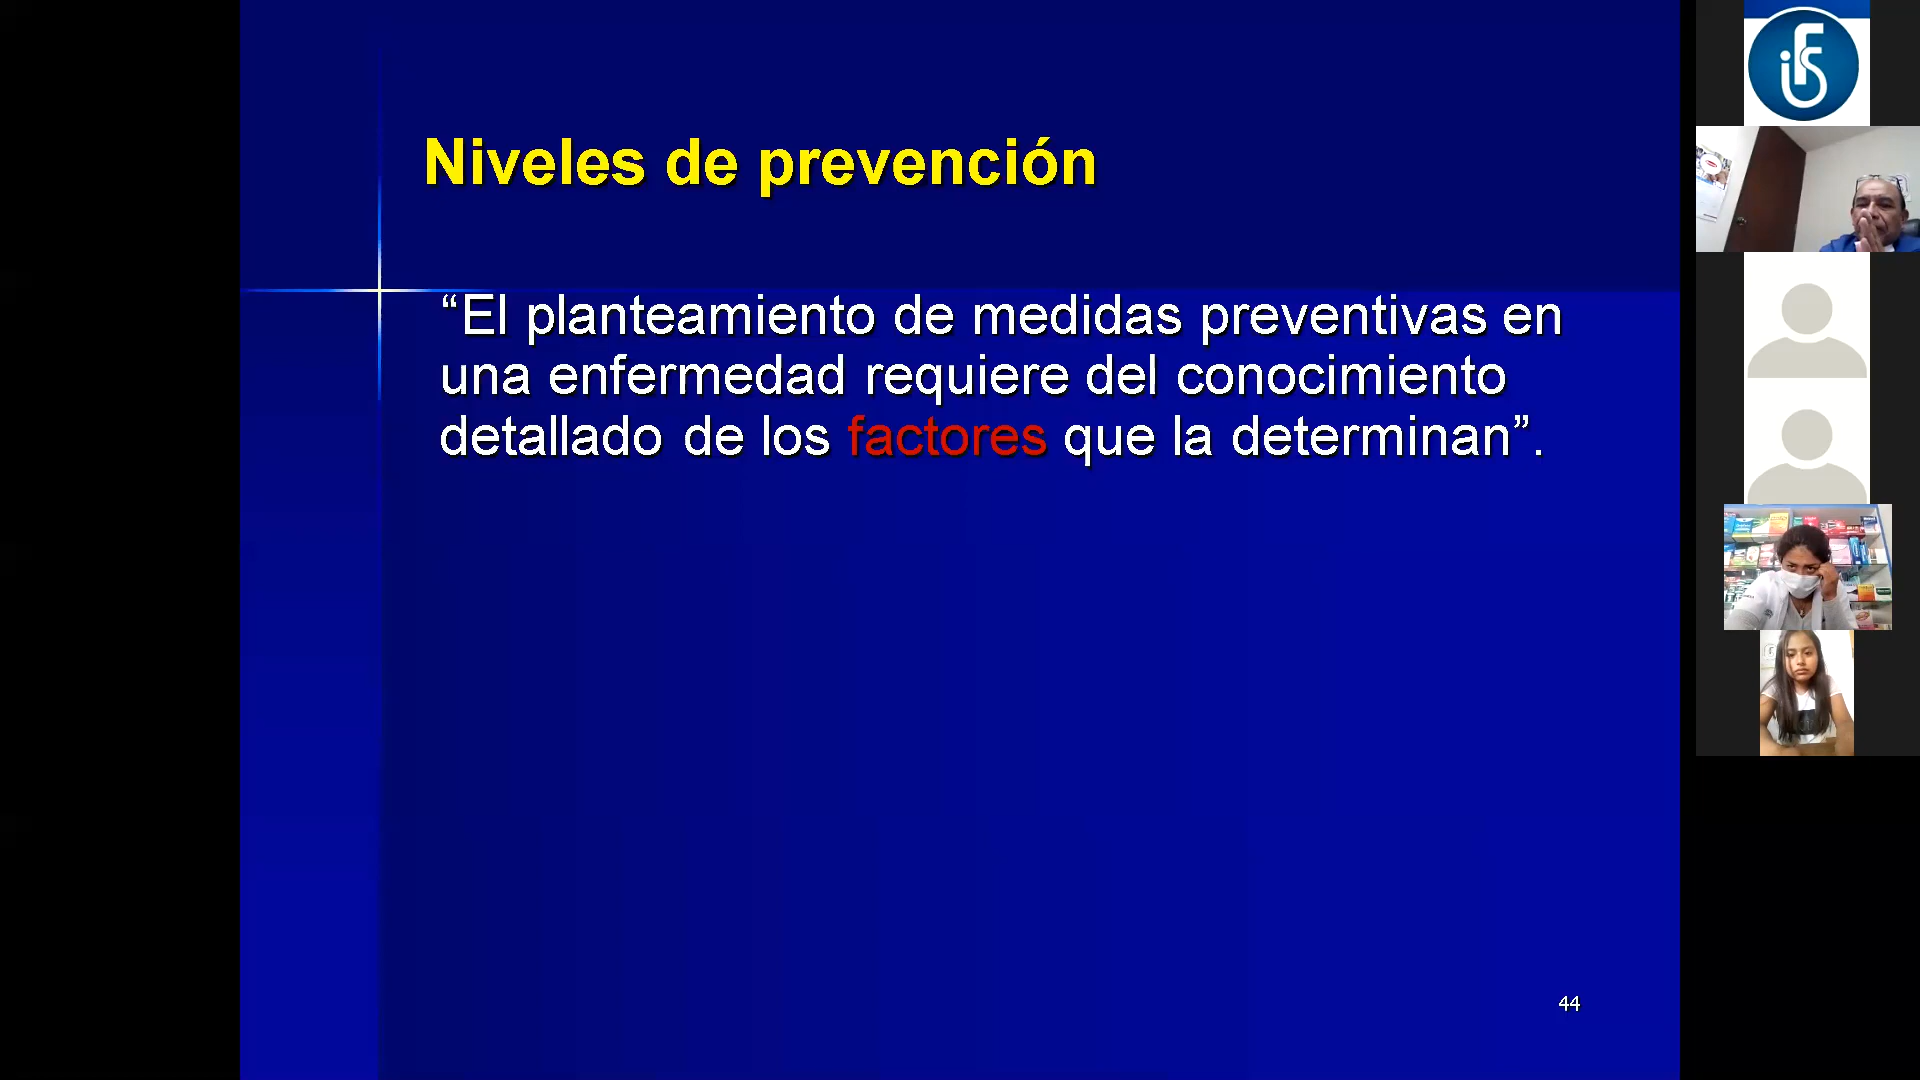 Niveles de prevención
“El planteamiento de medidas preventivas en
una enfermedad requiere del conocimiento
detallado de los factores que la determinan”.
44